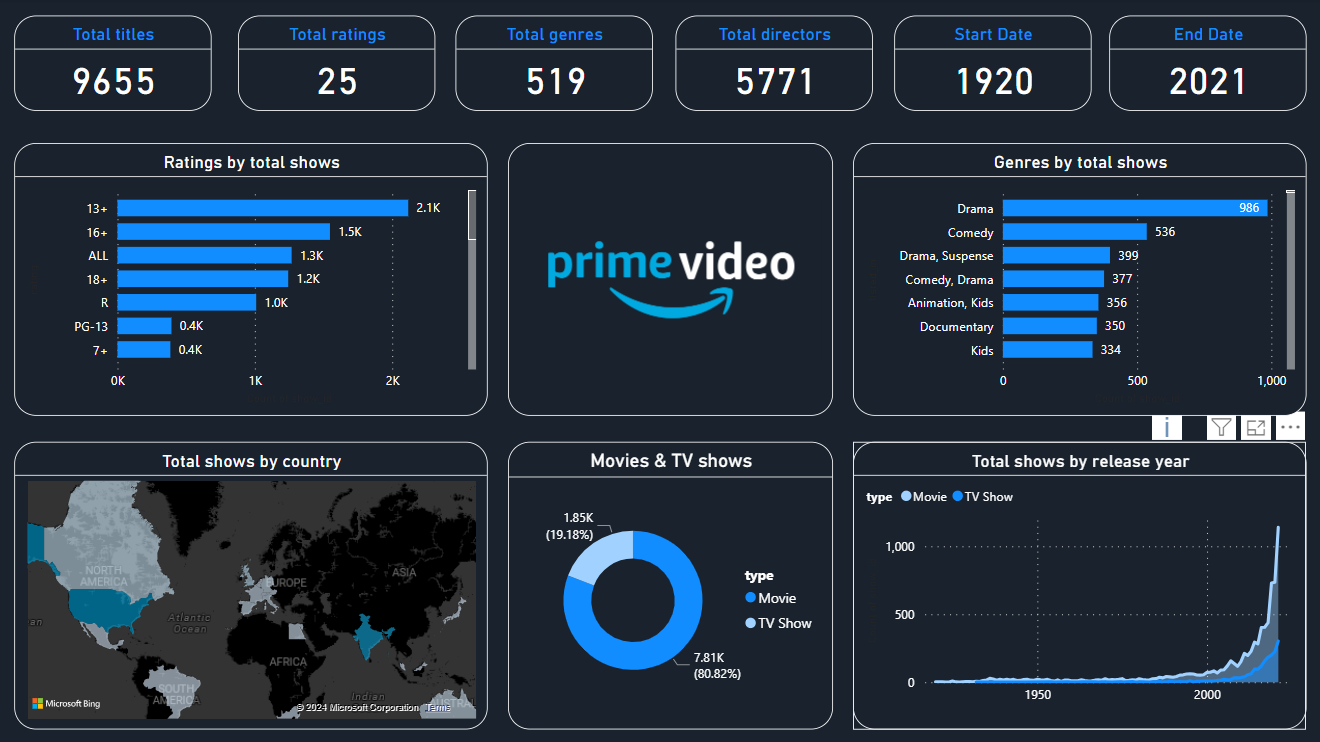 Total titles
9655
Total ratings
25
Total genres
519
Total directors
5771
Start Date
1920
End Date
2021
Ratings by total shows
13+ 2.1K
16+ 1.5K
ALL 1.3K
18+ 1.2K
R 1.0K
PG-13 0.4K
7+ 0.4K
0K 1K 2K
prime video
Genres by total shows
Drama 986
Comedy 536
Drama, Suspense 399
Comedy, Drama 377
Animation, Kids 356
Documentary 350
Kids 334
0 500 1,000
Total shows by country
NORTH
AMERICA
EUROPE
ASIA
an
Atlantic
Ocean
AFRICA
SOUTH
AMERICA
Indian
AUSTRAL
Microsoft Bing
© 2024 Microsoft Corporation Terms
Movies & TV shows
1.85K
(19.18%)
type
Movie
TV Show
7.81K
(80.82%)
i
Total shows by release year
type Movie TV Show
1,000
500
0
1950 2000